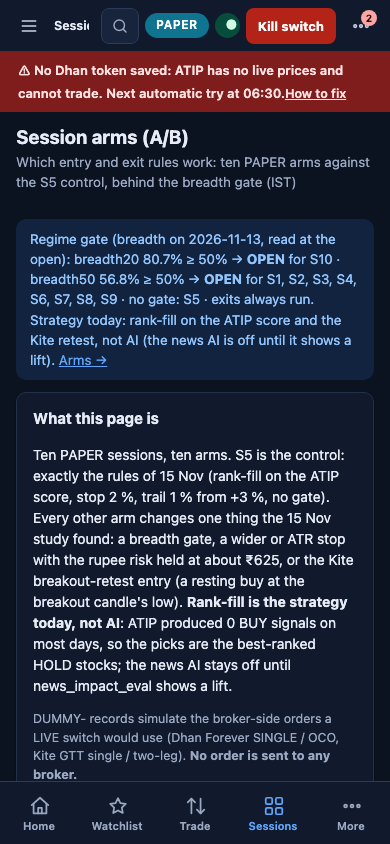 Sessi
PAPER
Kill switch
2
⚠ No Dhan token saved: ATIP has no live prices and
cannot trade. Next automatic try at 06:30.How to fix
Session arms (A/B)
Which entry and exit rules work: ten PAPER arms against
the S5 control, behind the breadth gate (IST)
Regime gate (breadth on 2026-11-13, read at the
open): breadth20 80.7% ≥ 50% → OPEN for S10 ·
breadth50 56.8% ≥ 50% → OPEN for S1, S2, S3, S4,
S6, S7, S8, S9 · no gate: S5 · exits always run.
Strategy today: rank-fill on the ATIP score and the
Kite retest, not AI (the news AI is off until it shows a
lift). Arms →
What this page is
Ten PAPER sessions, ten arms. S5 is the control:
exactly the rules of 15 Nov (rank-fill on the ATIP
score, stop 2 %, trail 1 % from +3 %, no gate).
Every other arm changes one thing the 15 Nov
study found: a breadth gate, a wider or ATR stop
with the rupee risk held at about ₹625, or the Kite
breakout-retest entry (a resting buy at the
breakout candle's low). Rank-fill is the strategy
today, not AI: ATIP produced 0 BUY signals on
most days, so the picks are the best-ranked
HOLD stocks; the news AI stays off until
news_impact_eval shows a lift.
DUMMY- records simulate the broker-side orders a
LIVE switch would use (Dhan Forever SINGLE / OCO,
Kite GTT single / two-leg). No order is sent to any
broker.
Home
Watchlist
Trade
Sessions
More